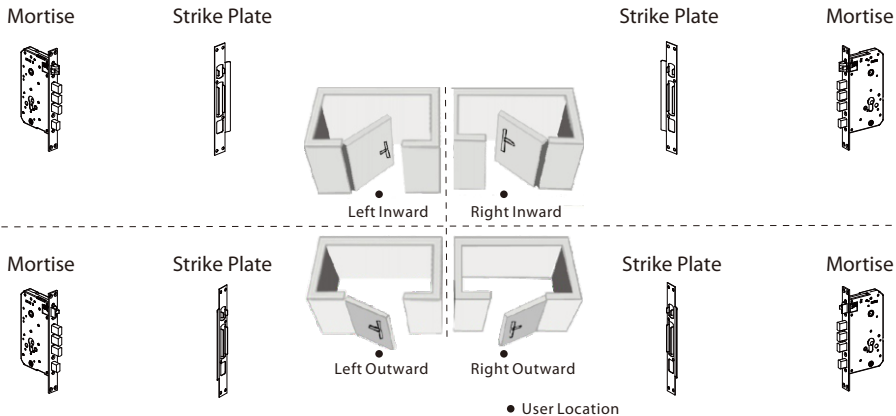 Mortise Strike Plate Strike Plate Mortise
Left Inward Right Inward
Mortise Strike Plate Strike Plate Mortise
Left Outward Right Outward
User Location